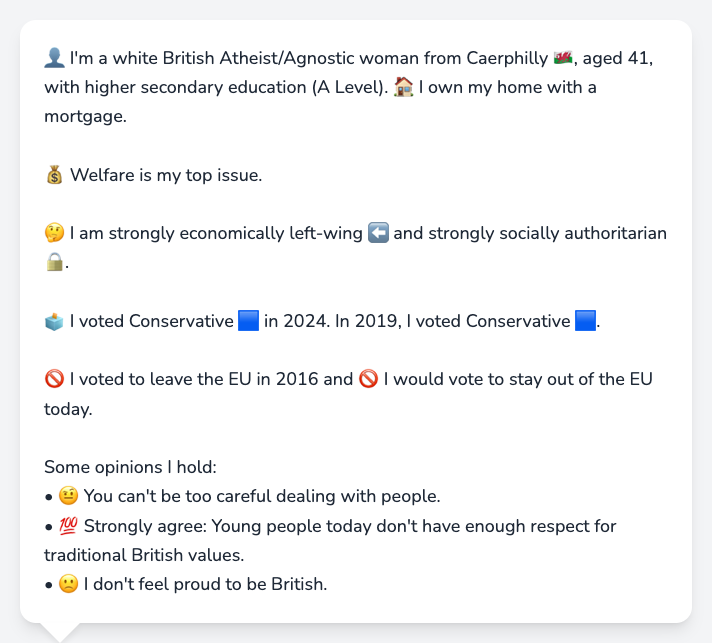 👤 I'm a white British Atheist/Agnostic woman from Caerphilly 🏴󠁧󠁢󠁷󠁬󠁳󠁿, aged 41,
with higher secondary education (A Level). 🏠 I own my home with a
mortgage.
💰 Welfare is my top issue.
🤔 I am strongly economically left-wing ⬅️ and strongly socially authoritarian
🔒.
🗳️ I voted Conservative 🟦 in 2024. In 2019, I voted Conservative 🟦.
🚫 I voted to leave the EU in 2016 and 🚫 I would vote to stay out of the EU
today.
Some opinions I hold:
• 🤨 You can't be too careful dealing with people.
• 💯 Strongly agree: Young people today don't have enough respect for
traditional British values.
• 🙁 I don't feel proud to be British.